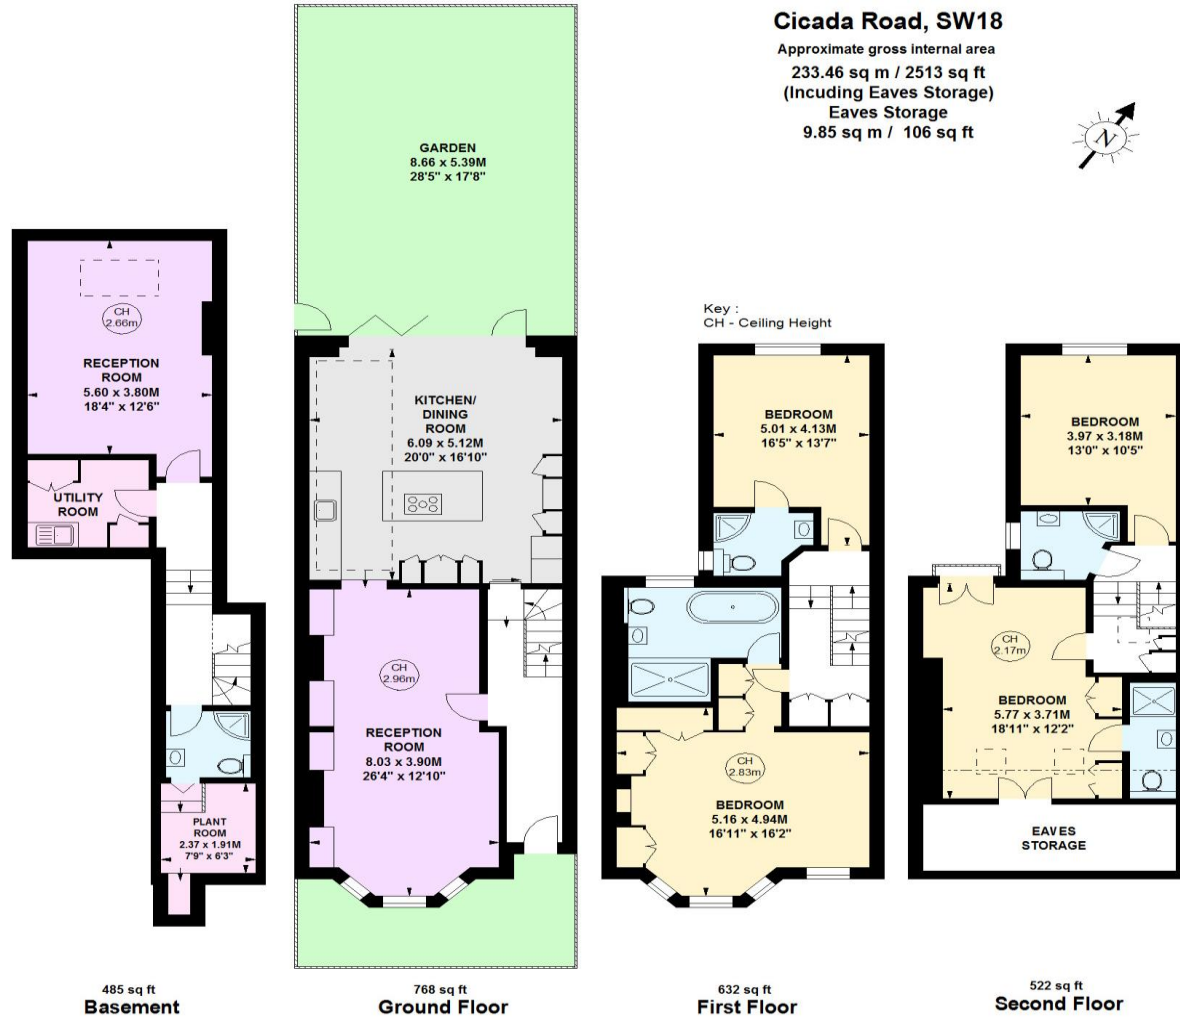 Cicada Road, SW18
Approximate gross internal area
233.46 sq m / 2513 sq ft
(Incuding Eaves Storage)
Eaves Storage
9.85 sq m / 106 sq ft
N
GARDEN
8.66 x 5.39M
28'5" x 17'8"
Key :
CH - Ceiling Height
CH
2.66m
RECEPTION
ROOM
5.60 x 3.80M
18'4" x 12'6"
UTILITY
ROOM
PLANT
ROOM
2.37 x 1.91M
7'9" x 6'3"
KITCHEN/
DINING
ROOM
6.09 x 5.12M
20'0" x 16'10"
CH
2.96m
RECEPTION
ROOM
8.03 x 3.90M
26'4" x 12'10"
BEDROOM
5.01 x 4.13M
16'5" x 13'7"
CH
2.83m
BEDROOM
5.16 x 4.94M
16'11" x 16'2"
BEDROOM
3.97 x 3.18M
13'0" x 10'5"
CH
2.17m
BEDROOM
5.77 x 3.71M
18'11" x 12'2"
EAVES
STORAGE
485 sq ft
Basement
768 sq ft
Ground Floor
632 sq ft
First Floor
522 sq ft
Second Floor